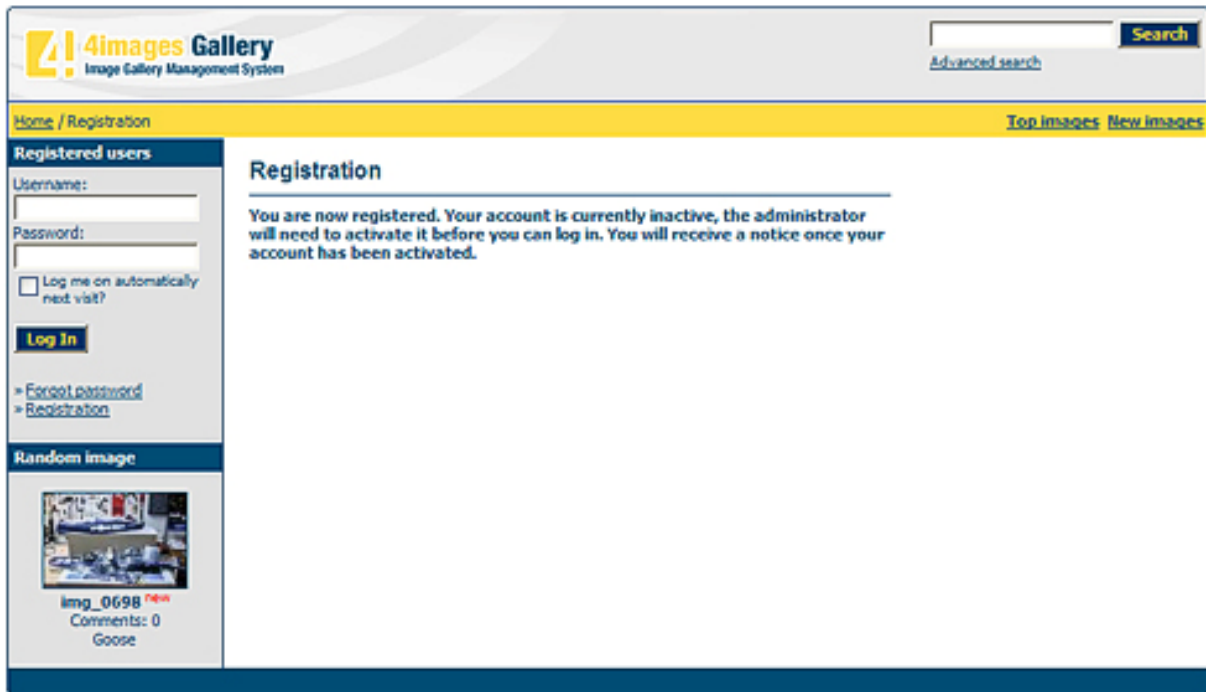 4! 4images Gallery
Image Gallery Management System
Search
Advanced search
Home / Registration
Top images New images
Registered users
Username:
Password:
Log me on automatically
next visit?
Log In
» Forgot password
» Registration
Random image
img_0698 new
Comments: 0
Goose
Registration
You are now registered. Your account is currently inactive, the administrator
will need to activate it before you can log in. You will receive a notice once your
account has been activated.